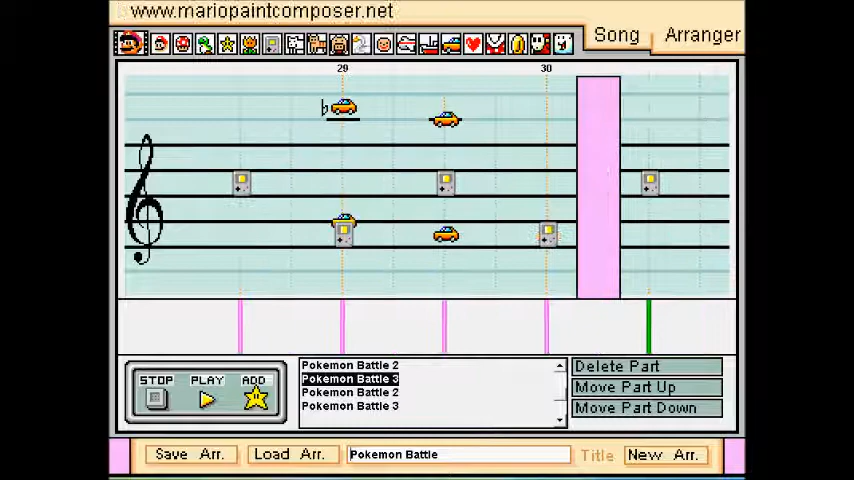 www.mariopaintcomposer.net
Song Arranger
29 30
♭
STOP PLAY ADD
Pokemon Battle 2
Pokemon Battle 3
Pokemon Battle 2
Pokemon Battle 3
Delete Part
Move Part Up
Move Part Down
Save Arr. Load Arr. Pokemon Battle Title New Arr.